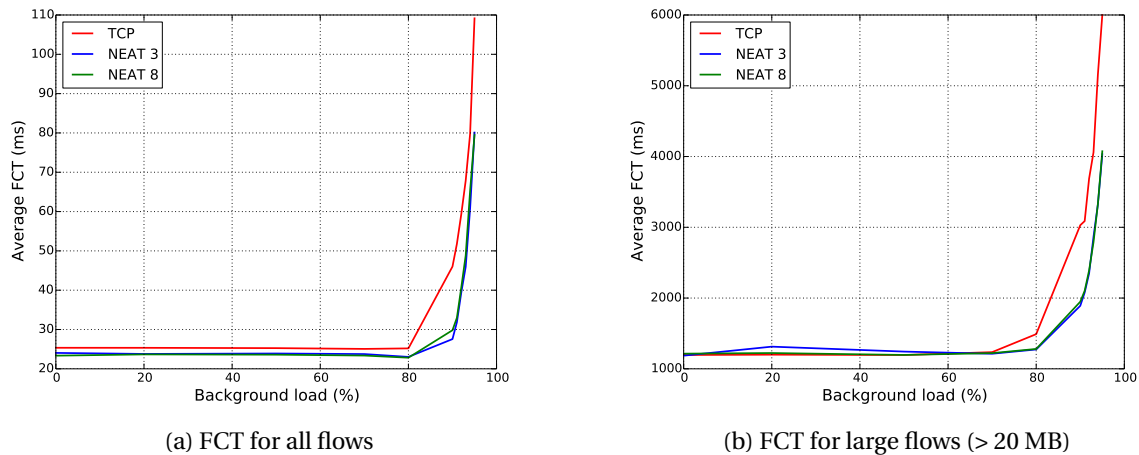 110
100
90
80
70
60
50
40
30
20
Average FCT (ms)
TCP
NEAT 3
NEAT 8
0 20 40 60 80 100
Background load (%)
(a) FCT for all flows
6000
5000
4000
3000
2000
1000
Average FCT (ms)
TCP
NEAT 3
NEAT 8
0 20 40 60 80 100
Background load (%)
(b) FCT for large flows (> 20 MB)